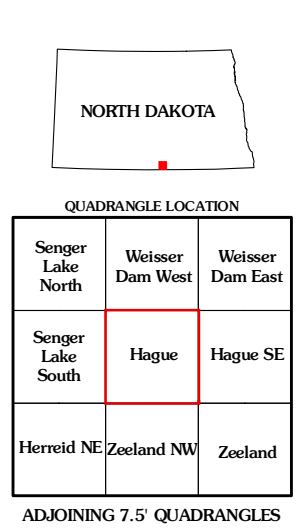 NORTH DAKOTA
QUADRANGLE LOCATION
Senger
Lake
North
Weisser
Dam West
Weisser
Dam East
Senger
Lake
South
Hague
Hague SE
Herreid NE
Zeeland NW
Zeeland
ADJOINING 7.5' QUADRANGLES